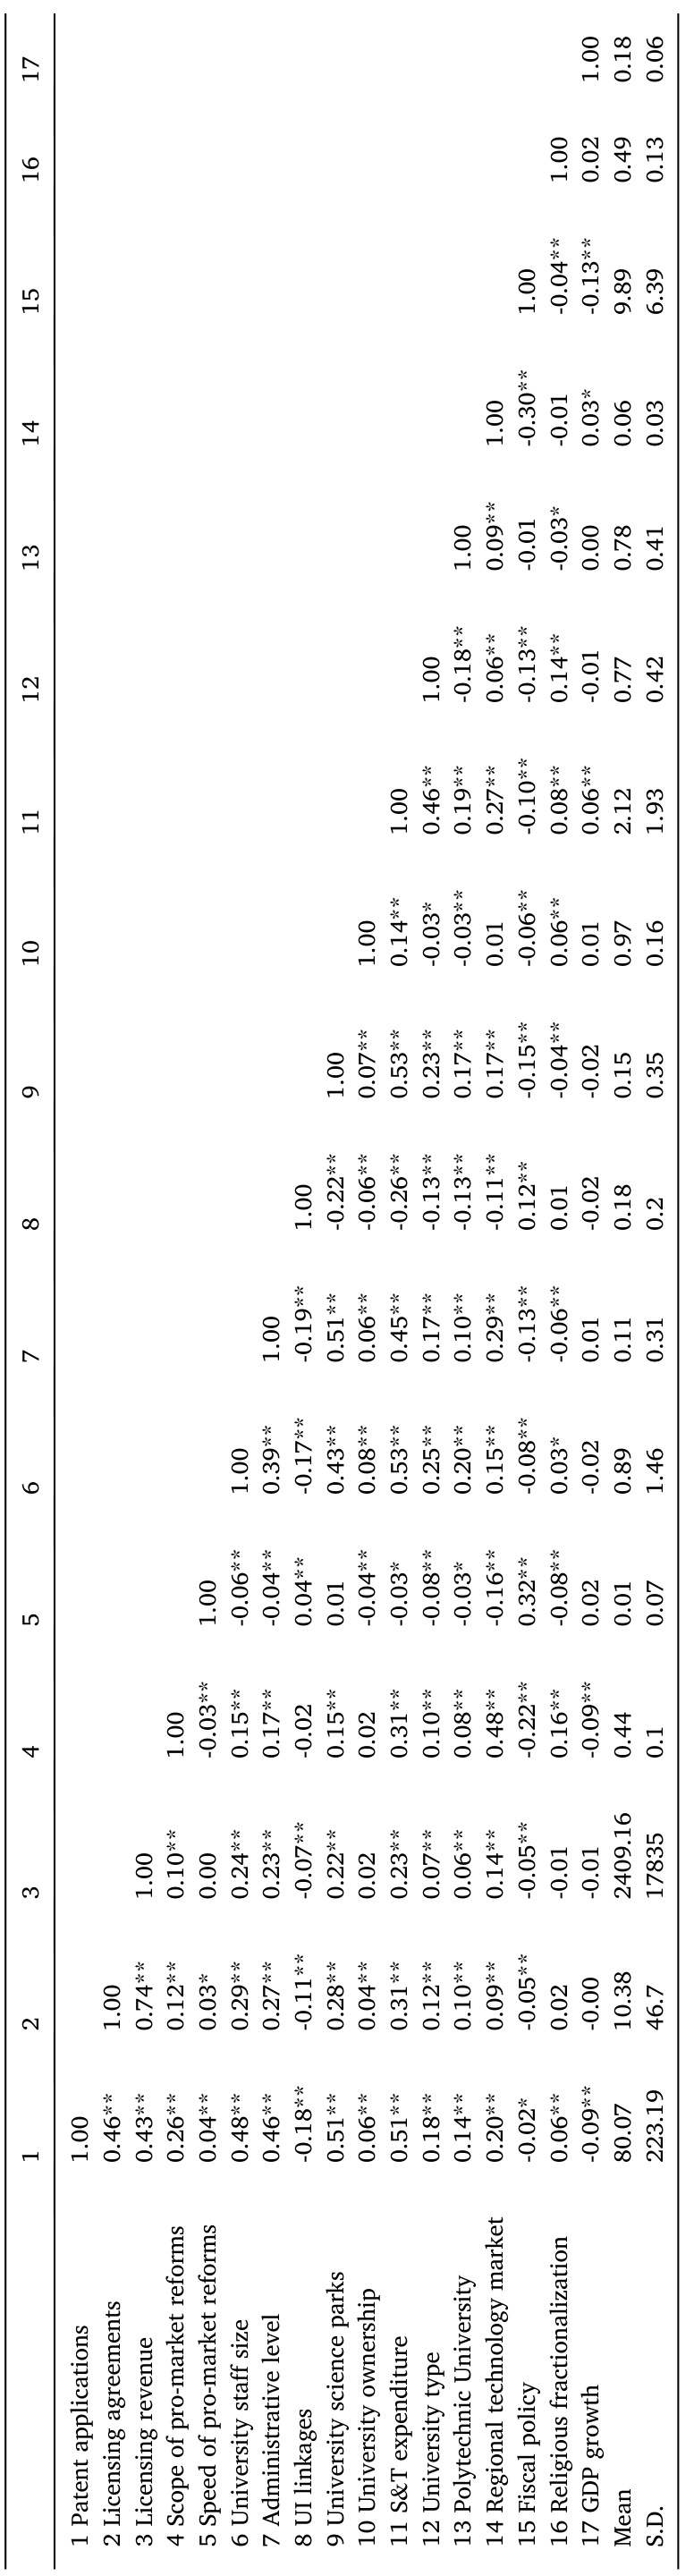 1 2 3 4 5 6 7 8 9 10 11 12 13 14 15 16 17
1 Patent applications 1.00
2 Licensing agreements 0.46** 1.00
3 Licensing revenue 0.43** 0.74** 1.00
4 Scope of pro-market reforms 0.26** 0.12** 0.10** 1.00
5 Speed of pro-market reforms 0.04** 0.03* 0.00 -0.03** 1.00
6 University staff size 0.48** 0.29** 0.24** 0.15** -0.06** 1.00
7 Administrative level 0.46** 0.27** 0.23** 0.17** -0.04** 0.39** 1.00
8 UI linkages -0.18** -0.11** -0.07** -0.02 0.04** -0.17** -0.19** 1.00
9 University science parks 0.51** 0.28** 0.22** 0.15** 0.01 0.43** 0.51** -0.22** 1.00
10 University ownership 0.06** 0.04** 0.02 0.02 -0.04** 0.08** 0.06** -0.06** 0.07** 1.00
11 S&T expenditure 0.51** 0.31** 0.23** 0.31** -0.03* 0.53** 0.45** -0.26** 0.53** 0.14** 1.00
12 University type 0.18** 0.12** 0.07** 0.10** -0.08** 0.25** 0.17** -0.13** 0.23** -0.03* 0.46** 1.00
13 Polytechnic University 0.14** 0.10** 0.06** 0.08** -0.03* 0.20** 0.10** -0.13** 0.17** -0.03** 0.19** -0.18** 1.00
14 Regional technology market 0.20** 0.09** 0.14** 0.48** -0.16** 0.15** 0.29** -0.11** 0.17** 0.01 0.27** 0.06** 0.09** 1.00
15 Fiscal policy -0.02* -0.05** -0.05** -0.22** 0.32** -0.08** -0.13** 0.12** -0.15** -0.06** -0.10** -0.13** -0.01 -0.30** 1.00
16 Religious fractionalization 0.06** 0.02 -0.01 0.16** -0.08** 0.03* -0.06** 0.01 -0.04** 0.06** 0.08** 0.14** -0.03* -0.01 -0.04** 1.00
17 GDP growth -0.09** -0.00 -0.01 -0.09** 0.02 -0.02 0.01 -0.02 -0.02 0.01 0.06** -0.01 0.00 0.03* -0.13** 0.02 1.00
Mean 80.07 10.38 2409.16 0.44 0.01 0.89 0.11 0.18 0.15 0.97 2.12 0.77 0.78 0.06 9.89 0.49 0.18
S.D. 223.19 46.7 17835 0.1 0.07 1.46 0.31 0.2 0.35 0.16 1.93 0.42 0.41 0.03 6.39 0.13 0.06